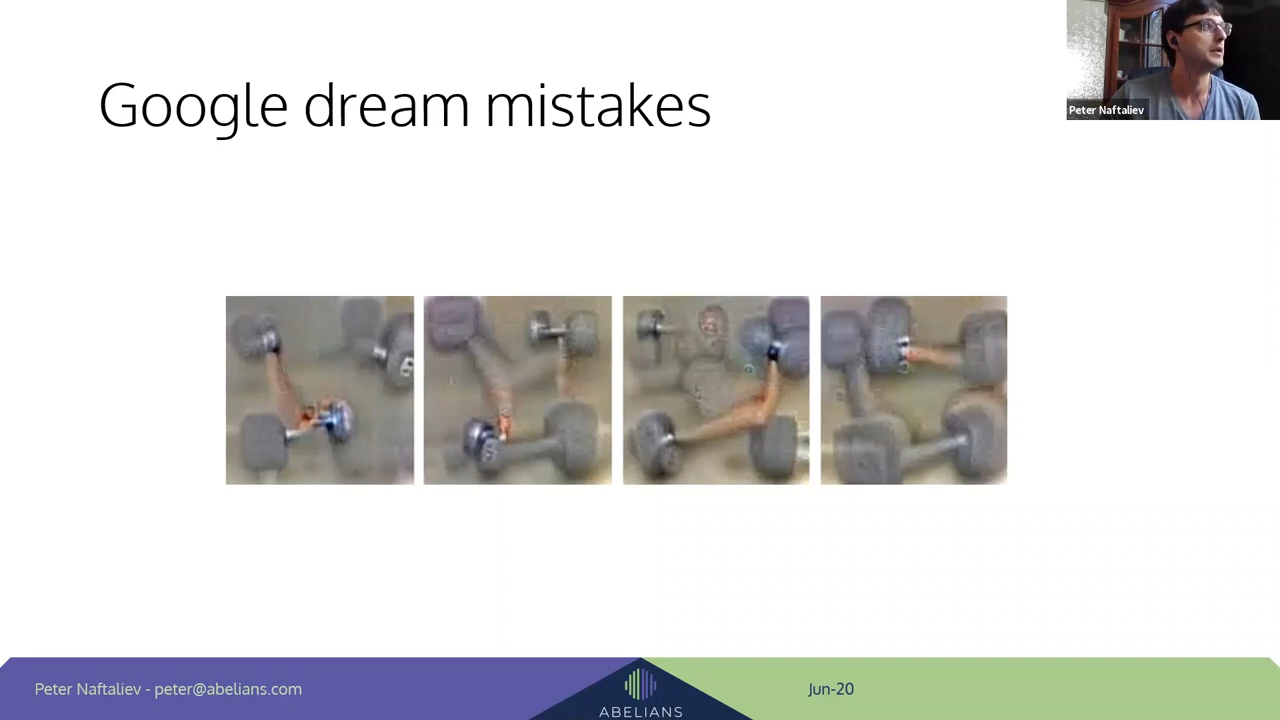 Google dream mistakes
Peter Naftaliev
Peter Naftaliev - peter@abelians.com
ABELIANS
Jun-20